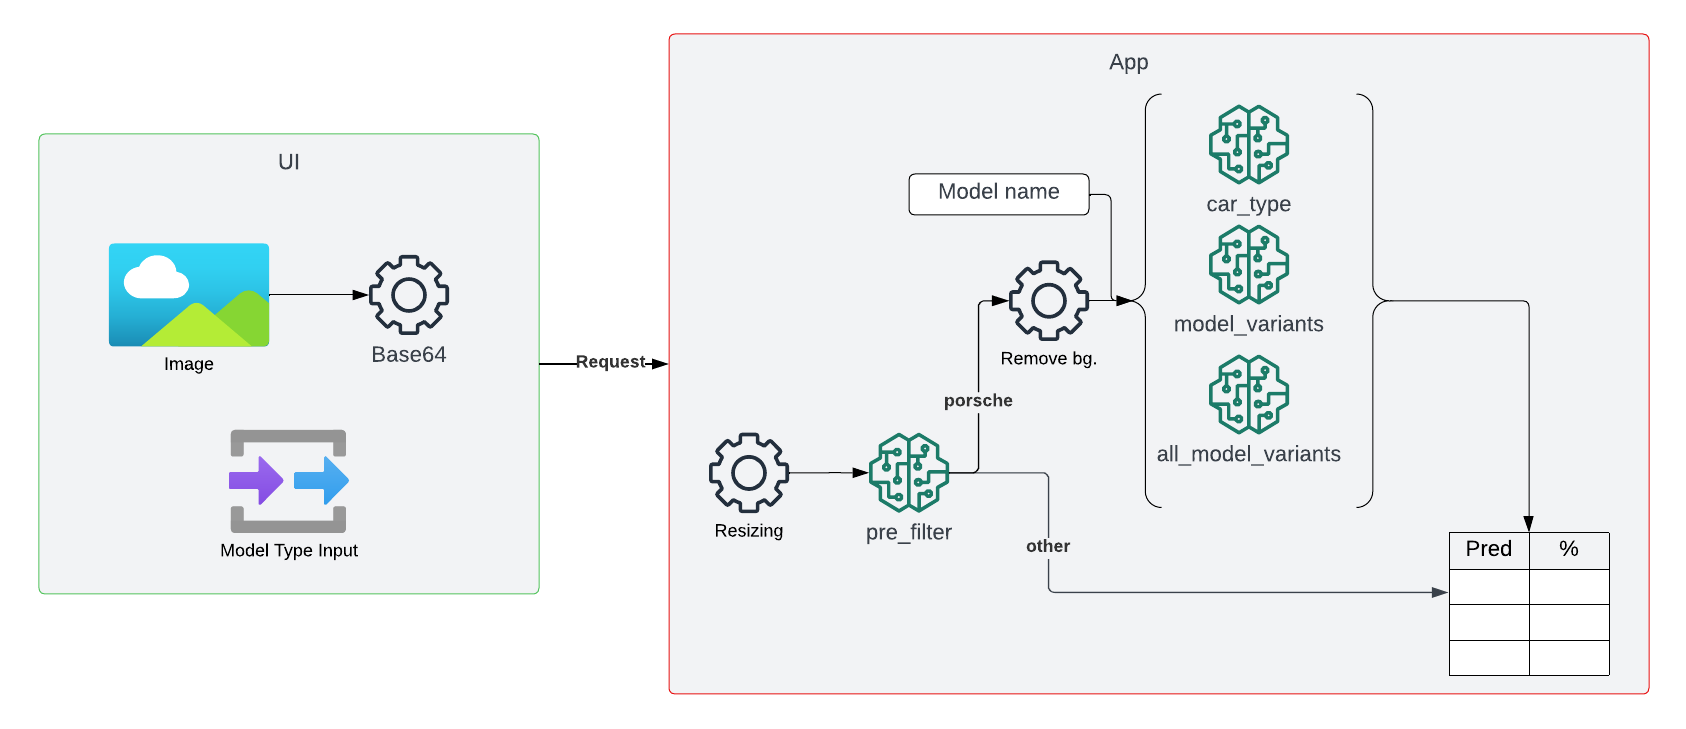 UI
Image
Base64
Model Type Input
Request
App
Model name
car_type
model_variants
all_model_variants
Remove bg.
porsche
Resizing
pre_filter
other
Pred %